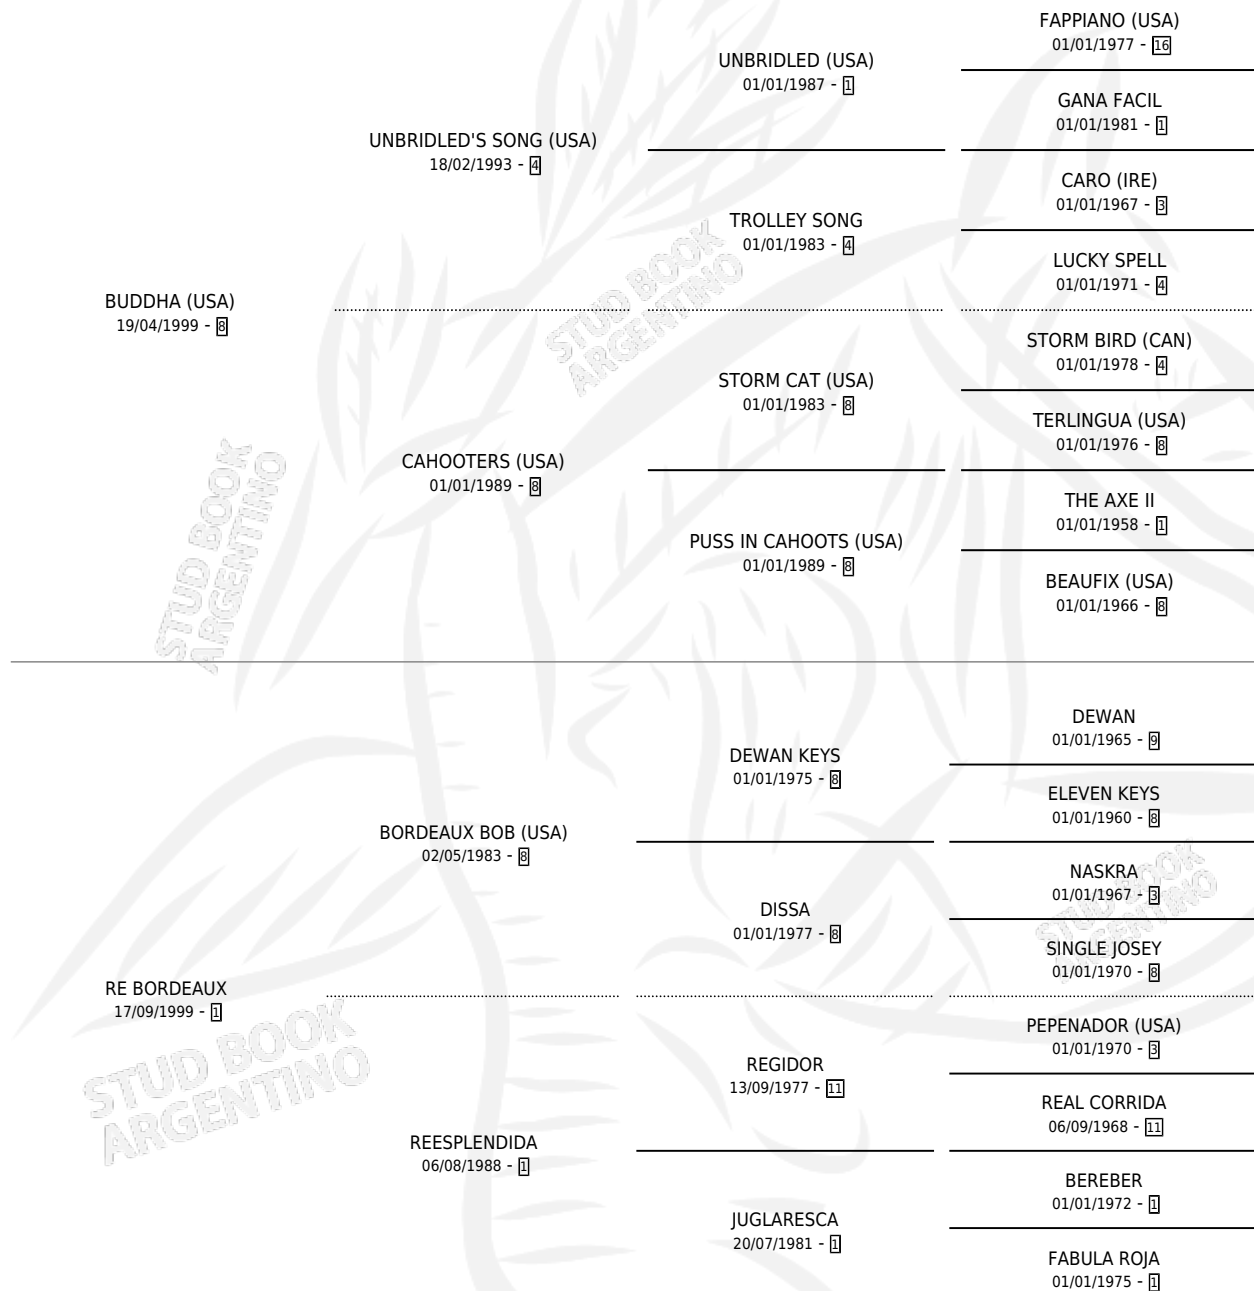 FAPPIANO (USA)
01/01/1977 - 16
UNBRIDLED (USA)
01/01/1987 - 1
GANA FACIL
01/01/1981 - 1
UNBRIDLED'S SONG (USA)
18/02/1993 - 4
CARO (IRE)
01/01/1967 - 3
TROLLEY SONG
01/01/1983 - 4
LUCKY SPELL
01/01/1971 - 4
BUDDHA (USA)
19/04/1999 - 8
STORM BIRD (CAN)
01/01/1978 - 4
STORM CAT (USA)
01/01/1983 - 8
TERLINGUA (USA)
01/01/1976 - 8
CAHOOTERS (USA)
01/01/1989 - 8
THE AXE II
01/01/1958 - 1
PUSS IN CAHOOTS (USA)
01/01/1989 - 8
BEAUFIX (USA)
01/01/1966 - 8
STUD BOOK
ARGENTINO
STUD BOOK
ARGENTINO
DEWAN
01/01/1965 - 9
DEWAN KEYS
01/01/1975 - 8
ELEVEN KEYS
01/01/1960 - 8
BORDEAUX BOB (USA)
02/05/1983 - 8
NASKRA
01/01/1967 - 3
DISSA
01/01/1977 - 8
SINGLE JOSEY
01/01/1970 - 8
STUD BOOK
ARGENTINO
RE BORDEAUX
17/09/1999 - 1
PEPENADOR (USA)
01/01/1970 - 3
REGIDOR
13/09/1977 - 11
REAL CORRIDA
06/09/1968 - 11
STUD BOOK
ARGENTINO
REESPLENDIDA
06/08/1988 - 1
BEREBER
01/01/1972 - 1
JUGLARESCA
20/07/1981 - 1
FABULA ROJA
01/01/1975 - 1